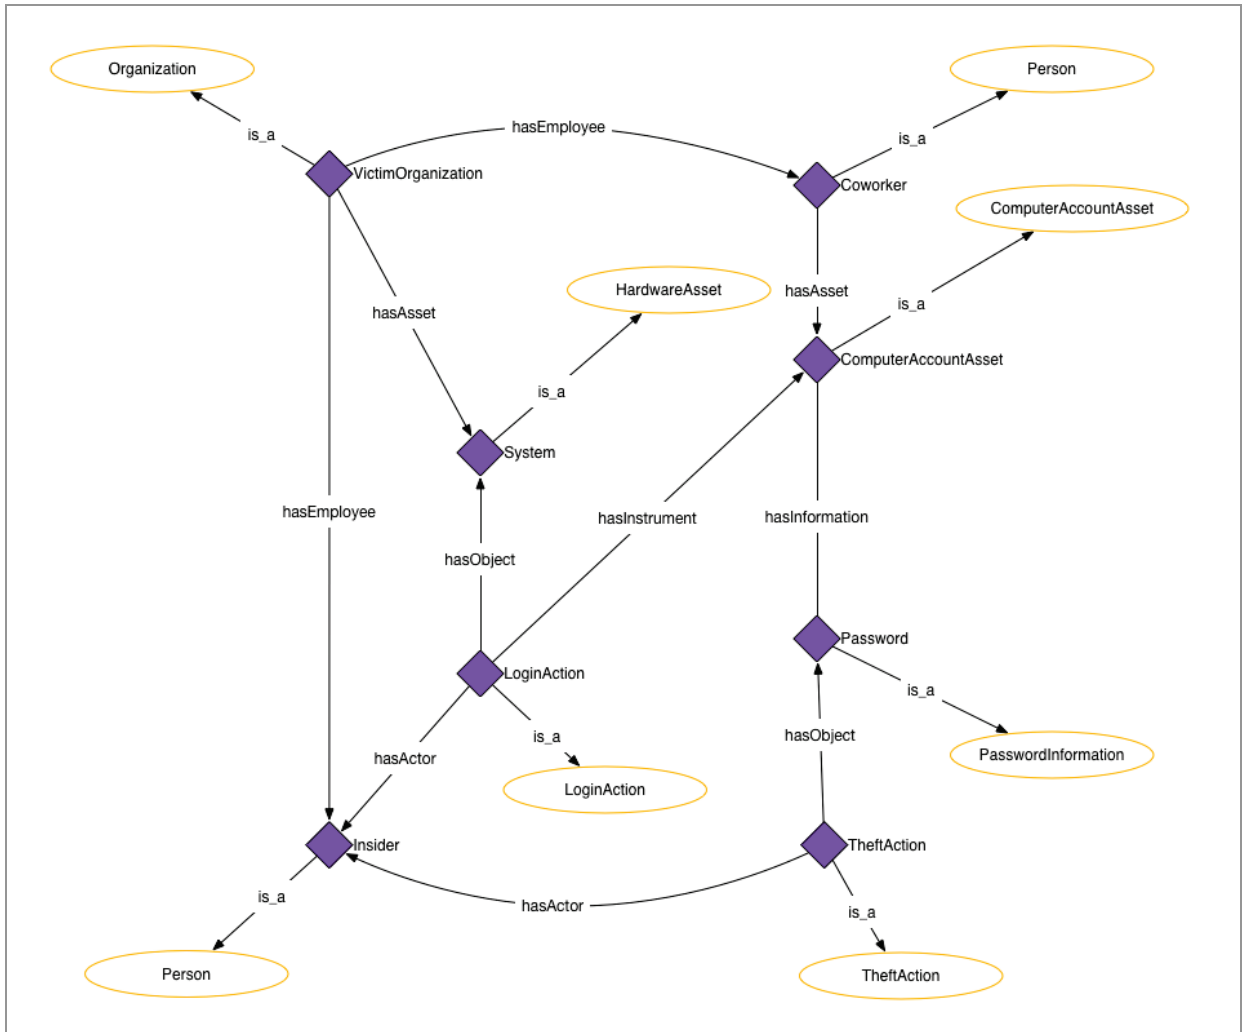 Organization
Person
hasEmployee
is_a
is_a
VictimOrganization
Coworker
ComputerAccountAsset
HardwareAsset
hasAsset
is_a
hasAsset
ComputerAccountAsset
is_a
System
hasEmployee
hasInstrument
hasInformation
hasObject
Password
LoginAction
is_a
hasObject
is_a
hasActor
PasswordInformation
LoginAction
Insider
TheftAction
is_a
hasActor
is_a
Person
TheftAction